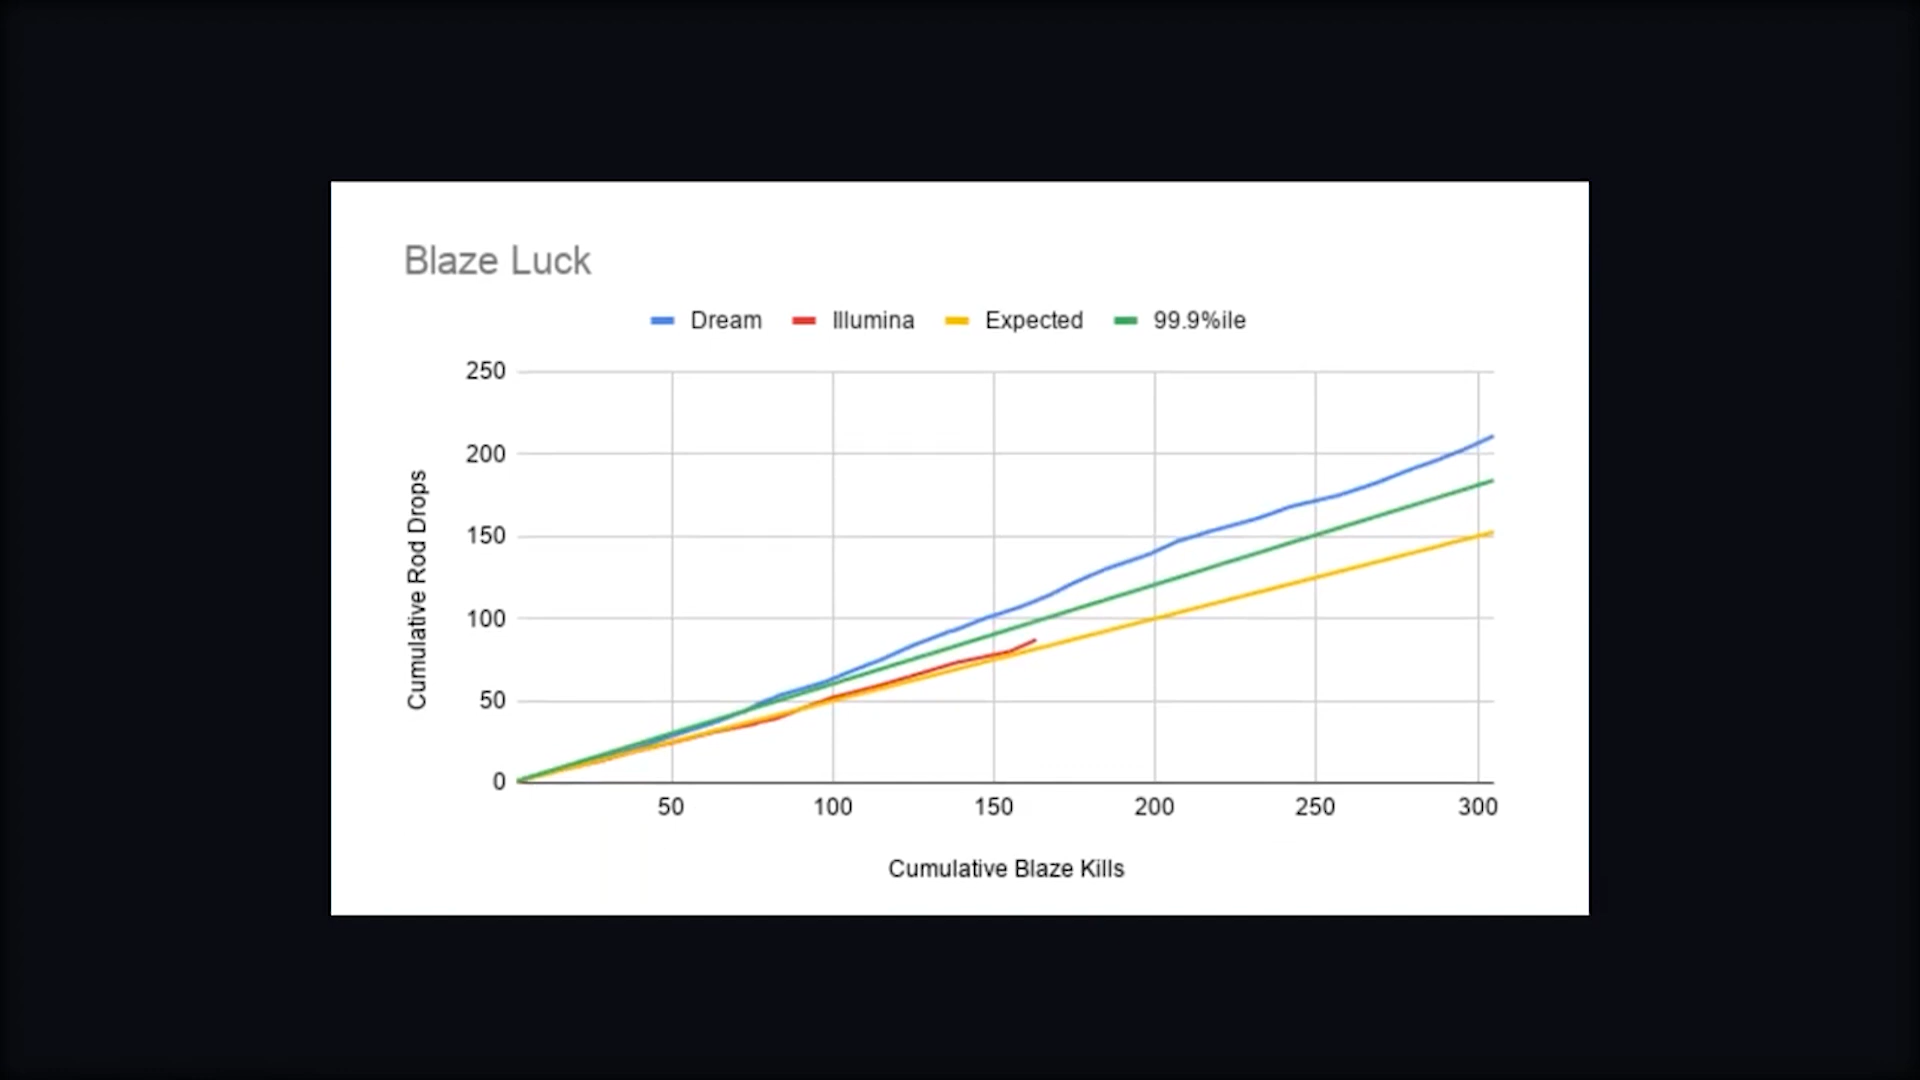 Blaze Luck
Dream Illumina Expected 99.9%ile
250
200
150
100
50
0
Cumulative Rod Drops
50 100 150 200 250 300
Cumulative Blaze Kills